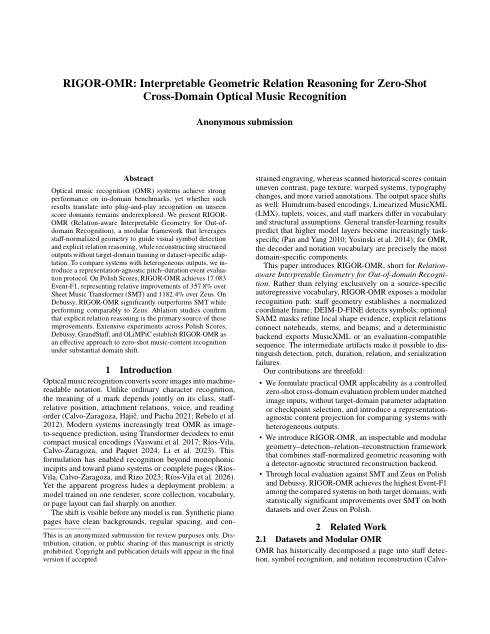 RIGOR-OMR: Interpretable Geometric Relation Reasoning for Zero-Shot
Cross-Domain Optical Music Recognition
Anonymous submission
Abstract
Optical music recognition (OMR) systems achieve strong
performance on in-domain benchmarks, yet whether such
results translate into plug-and-play recognition on unseen
score domains remains underexplored. We present RIGOR-
OMR (Relation-aware Interpretable Geometry for Out-of-
domain Recognition), a modular framework that leverages
staff-normalized geometry to guide visual symbol detection
and explicit relation reasoning, while reconstructing structured
outputs without target-domain training or dataset-specific adap-
tation. To compare systems with heterogeneous outputs, we in-
troduce a representation-agnostic pitch–duration event evalua-
tion protocol. On Polish Scores, RIGOR-OMR achieves 17.083
Event-F1, representing relative improvements of 357.8% over
Sheet Music Transformer (SMT) and 1182.4% over Zeus. On
Debussy, RIGOR-OMR significantly outperforms SMT while
performing comparably to Zeus. Ablation studies confirm
that explicit relation reasoning is the primary source of these
improvements. Extensive experiments across Polish Scores,
Debussy, GrandStaff, and OLiMPiC establish RIGOR-OMR as
an effective approach to zero-shot music-content recognition
under substantial domain shift.
1 Introduction
Optical music recognition converts score images into machine-
readable notation. Unlike ordinary character recognition,
the meaning of a mark depends jointly on its class, staff-
relative position, attachment relations, voice, and reading
order (Calvo-Zaragoza, Hajič, and Pacha 2021; Rebelo et al.
2012). Modern systems increasingly treat OMR as image-
to-sequence prediction, using Transformer decoders to emit
compact musical encodings (Vaswani et al. 2017; Ríos-Vila,
Calvo-Zaragoza, and Paquet 2024; Li et al. 2023). This
formulation has enabled recognition beyond monophonic
incipits and toward piano systems or complete pages (Ríos-
Vila, Calvo-Zaragoza, and Rizo 2023; Ríos-Vila et al. 2026).
Yet the apparent progress hides a deployment problem: a
model trained on one renderer, score collection, vocabulary,
or page layout can fail sharply on another.
The shift is visible before any model is run. Synthetic piano
pages have clean backgrounds, regular spacing, and con-
This is an anonymized submission for review purposes only. Dis-
tribution, citation, or public sharing of this manuscript is strictly
prohibited. Copyright and publication details will appear in the final
version if accepted.
strained engraving, whereas scanned historical scores contain
uneven contrast, page texture, warped systems, typography
changes, and more varied annotations. The output space shifts
as well: Humdrum-based encodings, Linearized MusicXML
(LMX), tuplets, voices, and staff markers differ in vocabulary
and structural assumptions. General transfer-learning results
predict that higher model layers become increasingly task-
specific (Pan and Yang 2010; Yosinski et al. 2014); for OMR,
the decoder and notation vocabulary are precisely the most
domain-specific components.
This paper introduces RIGOR-OMR, short for Relation-
aware Interpretable Geometry for Out-of-domain Recogni-
tion. Rather than relying exclusively on a source-specific
autoregressive vocabulary, RIGOR-OMR exposes a modular
recognition path: staff geometry establishes a normalized
coordinate frame; DEIM-D-FINE detects symbols; optional
SAM2 masks refine local shape evidence; explicit relations
connect noteheads, stems, and beams; and a deterministic
backend exports MusicXML or an evaluation-compatible
sequence. The intermediate artifacts make it possible to dis-
tinguish detection, pitch, duration, relation, and serialization
failures.
Our contributions are threefold:
• We formulate practical OMR applicability as a controlled
zero-shot cross-domain evaluation problem under matched
image inputs, without target-domain parameter adaptation
or checkpoint selection, and introduce a representation-
agnostic content projection for comparing systems with
heterogeneous outputs.
• We introduce RIGOR-OMR, an inspectable and modular
geometry–detection–relation–reconstruction framework
that combines staff-normalized geometric reasoning with
a detector-agnostic structured reconstruction backend.
• Through local evaluation against SMT and Zeus on Polish
and Debussy, RIGOR-OMR achieves the highest Event-F1
among the compared systems on both target domains, with
statistically significant improvements over SMT on both
datasets and over Zeus on Polish.
2 Related Work
2.1 Datasets and Modular OMR
OMR has historically decomposed a page into staff detec-
tion, symbol recognition, and notation reconstruction (Calvo-